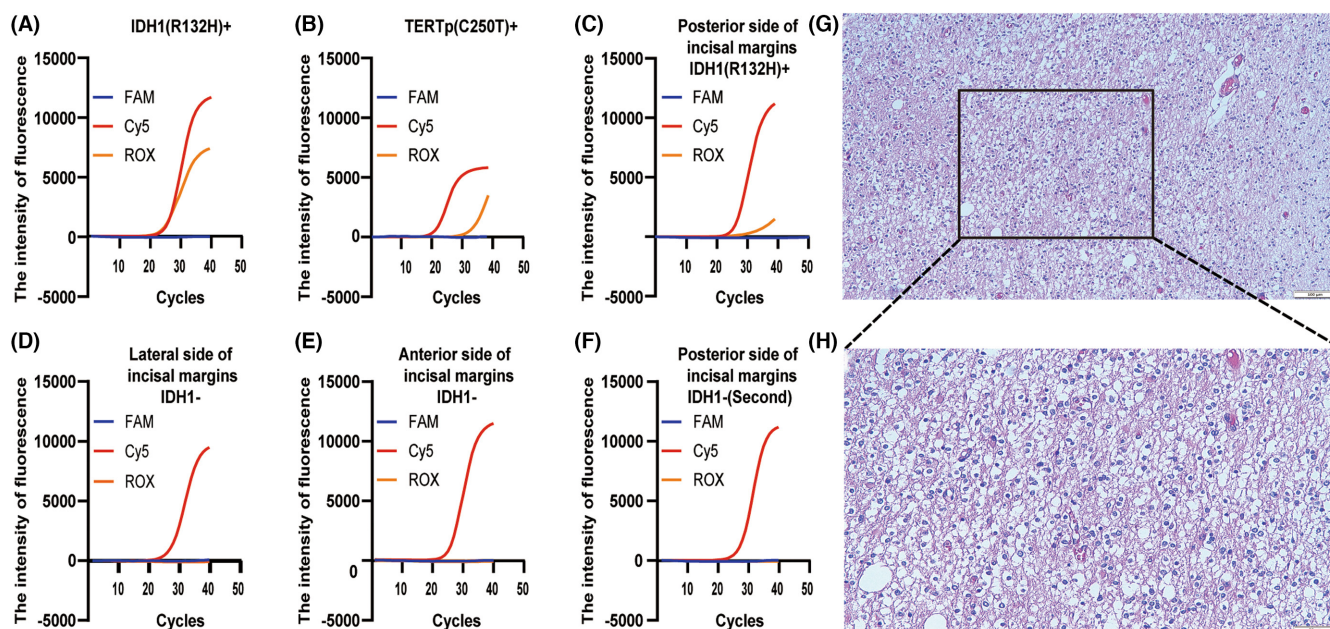 (A)
IDH1(R132H)+
The intensity of fluorescence
15000
10000
5000
0
-5000
FAM
Cy5
ROX
10 20 30 40 50
Cycles
(B)
TERTp(C250T)+
The intensity of fluorescence
15000
10000
5000
0
-5000
FAM
Cy5
ROX
10 20 30 40 50
Cycles
(C)
Posterior side of
incisal margins
IDH1(R132H)+
The intensity of fluorescence
15000
10000
5000
0
-5000
FAM
Cy5
ROX
10 20 30 40 50
Cycles
(G)
(D)
Lateral side of
incisal margins
IDH1-
The intensity of fluorescence
15000
10000
5000
0
-5000
FAM
Cy5
ROX
10 20 30 40 50
Cycles
(E)
Anterior side of
incisal margins
IDH1-
The intensity of fluorescence
15000
10000
5000
0
-5000
FAM
Cy5
ROX
10 20 30 40 50
Cycles
(F)
Posterior side of
incisal margins
IDH1-(Second)
The intensity of fluorescence
15000
10000
5000
0
-5000
FAM
Cy5
ROX
10 20 30 40 50
Cycles
(H)